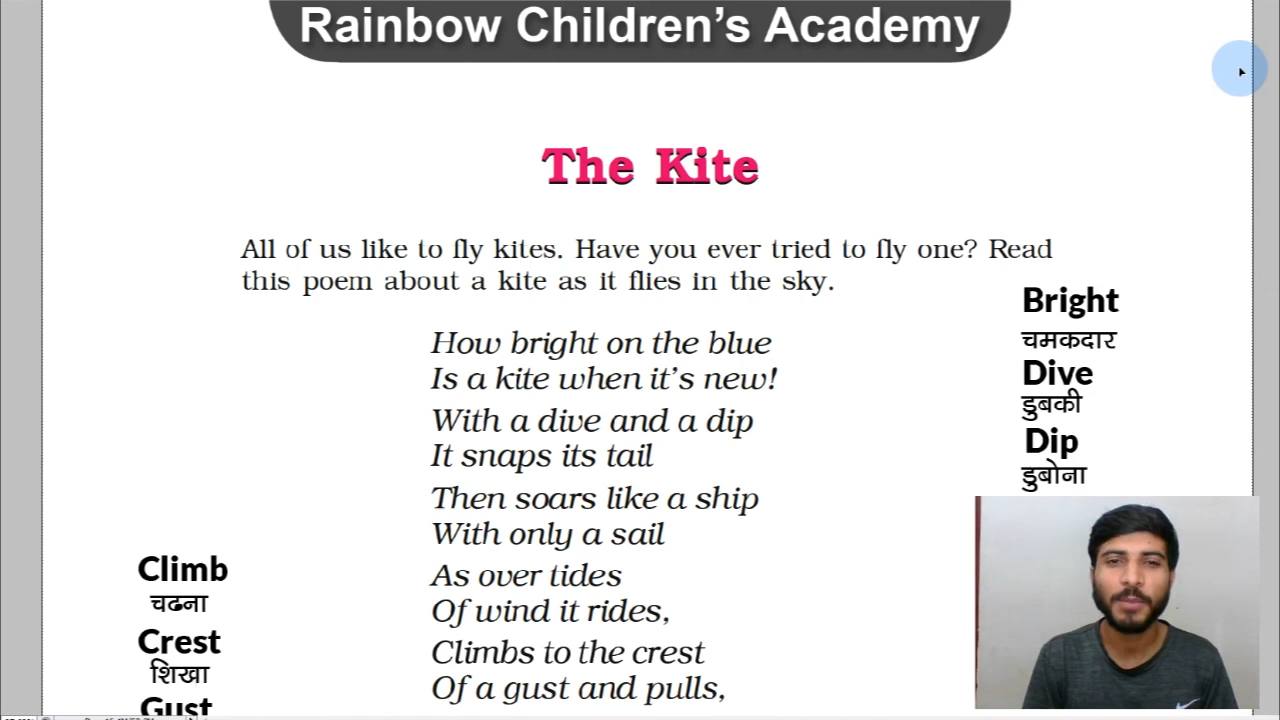 Rainbow Children’s Academy
The Kite
All of us like to fly kites. Have you ever tried to fly one? Read
this poem about a kite as it flies in the sky.
How bright on the blue
Is a kite when it’s new!
With a dive and a dip
It snaps its tail
Then soars like a ship
With only a sail
As over tides
Of wind it rides,
Climbs to the crest
Of a gust and pulls,
Bright
चमकदार
Dive
डुबकी
Dip
डुबोना
Climb
चढना
Crest
शिखा
Gust